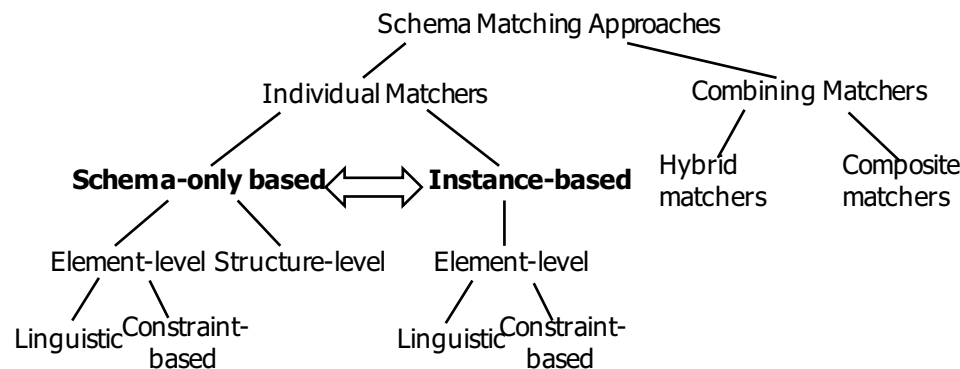 Schema Matching Approaches
Individual Matchers
Combining Matchers
Schema-only based
Instance-based
Hybrid
matchers
Composite
matchers
Element-level
Structure-level
Element-level
Linguistic
Constraint-
based
Linguistic
Constraint-
based